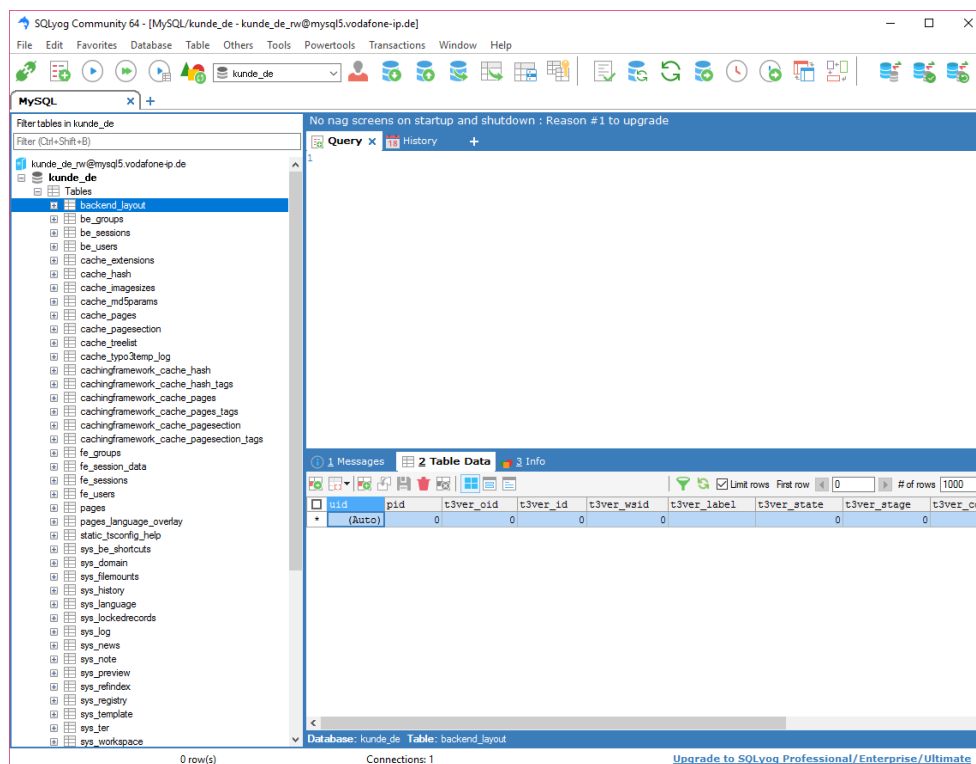 SQLyog Community 64 - [MySQL/kunde_de - kunde_de_rw@mysql5.vodafone-ip.de]
File Edit Favorites Database Table Others Tools Powertools Transactions Window Help
kunde_de
MySQL
Filter tables in kunde_de
Filter (Ctrl+Shift+B)
kunde_de_rw@mysql5.vodafone-ip.de
kunde_de
Tables
backend_layout
be_groups
be_sessions
be_users
cache_extensions
cache_hash
cache_imagesizes
cache_md5params
cache_pages
cache_pagesection
cache_treelist
cache_typo3temp_log
cachingframework_cache_hash
cachingframework_cache_hash_tags
cachingframework_cache_pages
cachingframework_cache_pages_tags
cachingframework_cache_pagesection
cachingframework_cache_pagesection_tags
fe_groups
fe_session_data
fe_sessions
fe_users
pages
pages_language_overlay
static_tsconfig_help
sys_be_shortcuts
sys_domain
sys_filemounts
sys_history
sys_language
sys_lockedrecords
sys_log
sys_news
sys_note
sys_preview
sys_refindex
sys_registry
sys_template
sys_ter
sys_workspace
No nag screens on startup and shutdown : Reason #1 to upgrade
Query 18 History
1
1 Messages 2 Table Data 3 Info
Limit rows First row 0 # of rows 1000
uid pid t3ver_oid t3ver_id t3ver_wsid t3ver_label t3ver_state t3ver_stage t3ver_co
* (Auto) 0 0 0 0 0 0
Database: kunde_de Table: backend_layout
0 row(s) Connections: 1 Upgrade to SQLyog Professional/Enterprise/Ultimate